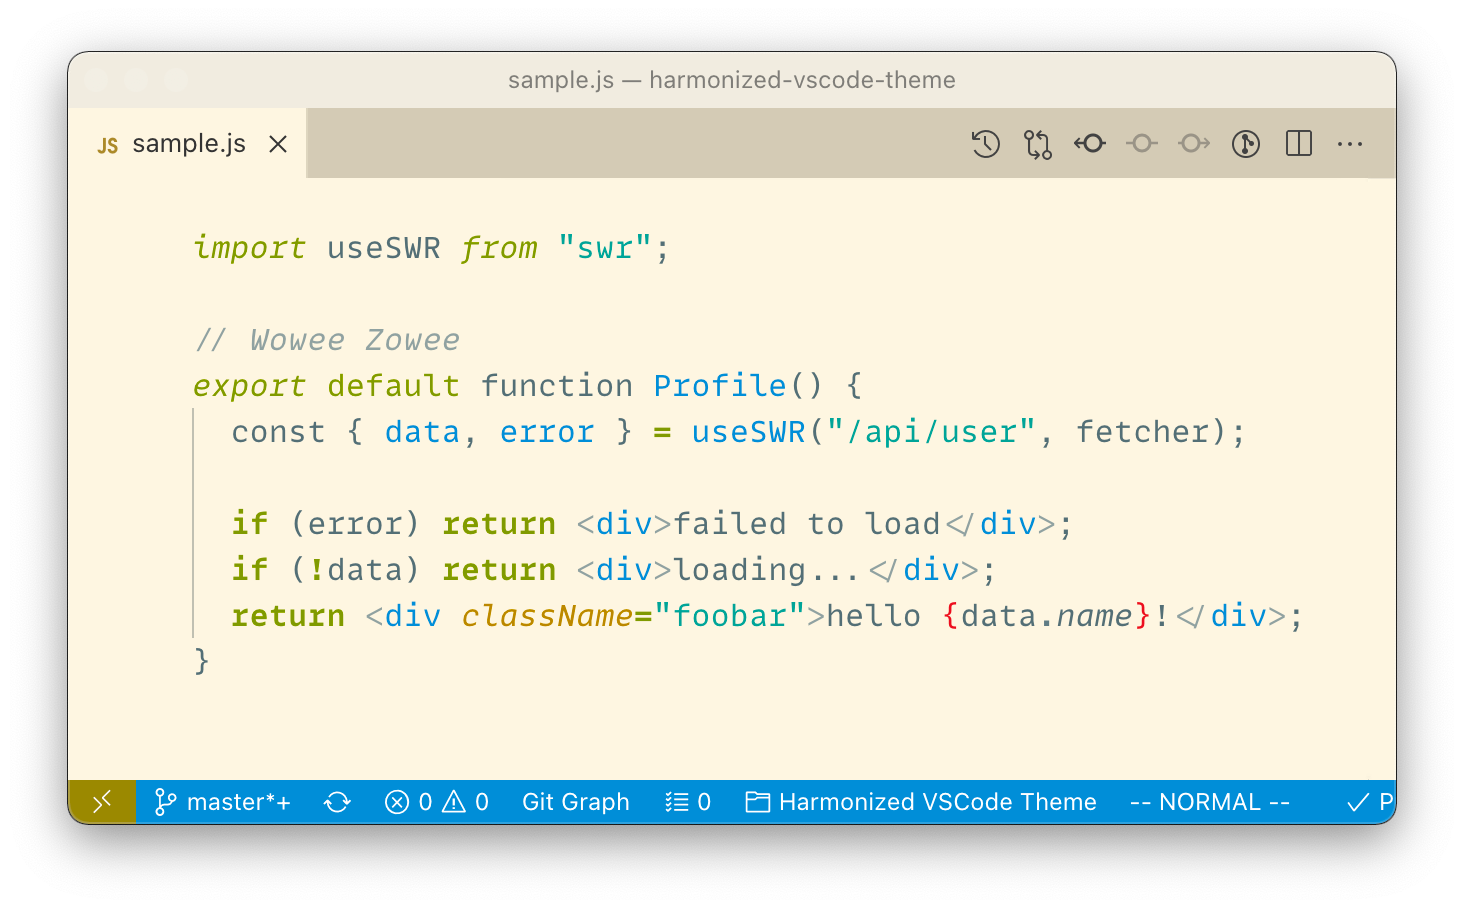 sample.js — harmonized-vscode-theme
JS sample.js
import useSWR from "swr";
// Wowee Zowee
export default function Profile() {
const { data, error } = useSWR("/api/user", fetcher);
if (error) return <div>failed to load</div>;
if (!data) return <div>loading...</div>;
return <div className="foobar">hello {data.name}!</div>;
}
master*+ 0 0 Git Graph 0 Harmonized VSCode Theme -- NORMAL -- P